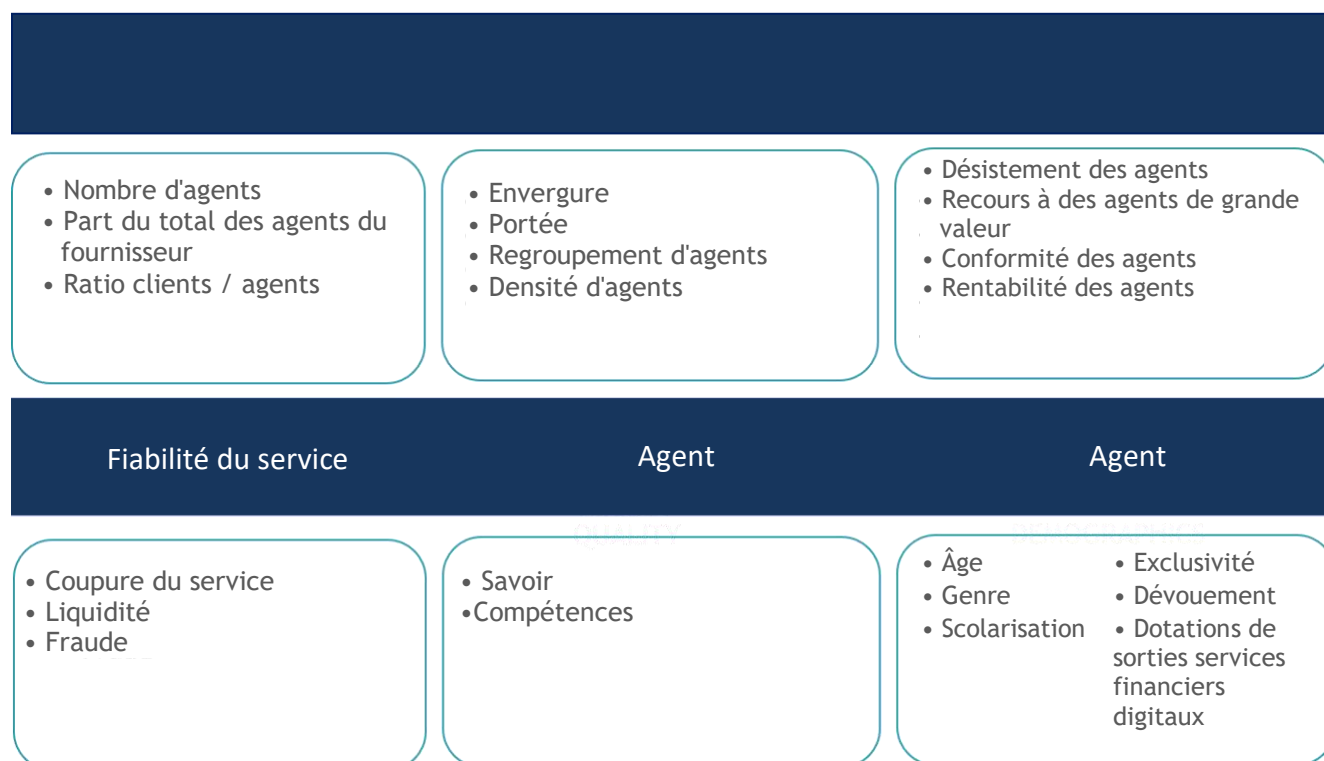 • Nombre d'agents
• Part du total des agents du
fournisseur
• Ratio clients / agents
• Envergure
• Portée
• Regroupement d'agents
• Densité d'agents
• Désistement des agents
• Recours à des agents de grande
valeur
• Conformité des agents
• Rentabilité des agents
Fiabilité du service
Agent
Agent
QUALITY
DEMOGRAPHICS
• Coupure du service
• Liquidité
• Fraude
• Savoir
•Compétences
• Âge
• Genre
• Scolarisation
• Exclusivité
• Dévouement
• Dotations de
sorties services
financiers
digitaux